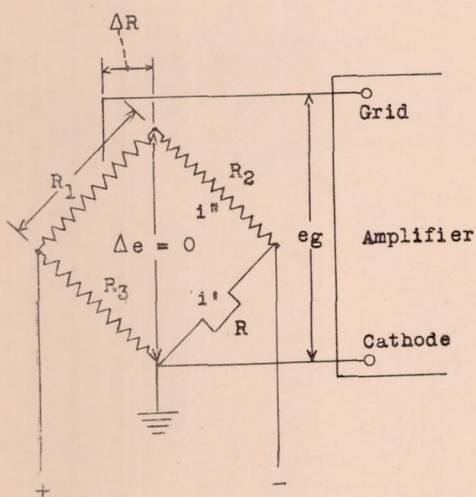 ΔR
Grid
R1
R2
i"
Δe = 0
eg
Amplifier
R3
i'
R
Cathode
+
-